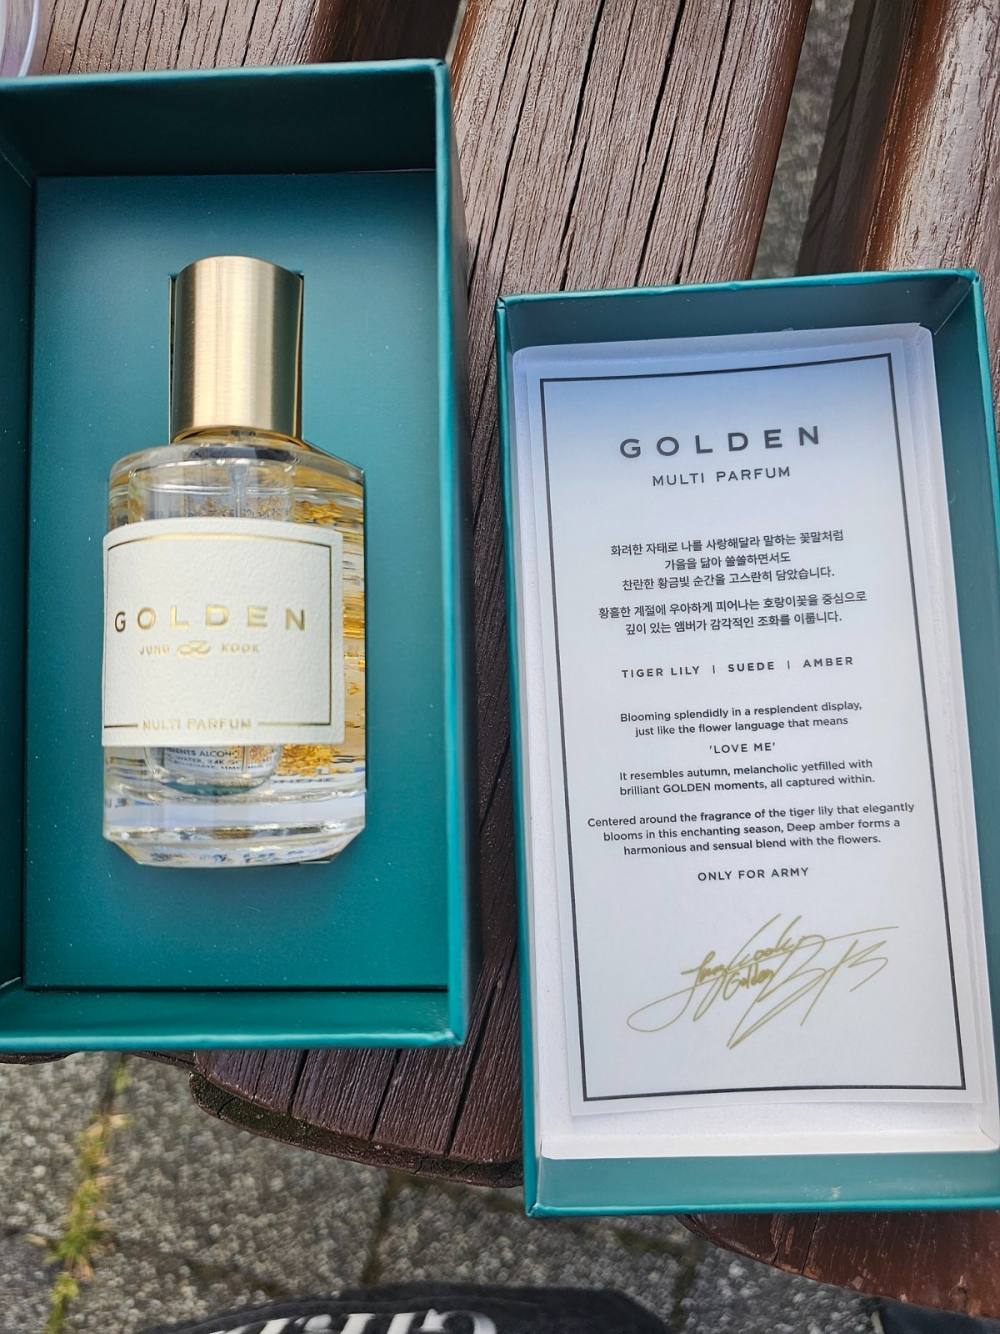 GOLDEN
JUNG KOOK
MULTI PARFUM
GOLDEN
MULTI PARFUM
화려한 자태로 나를 사랑해달라 말하는 꽃말처럼
가을을 닮아 쓸쓸하면서도
찬란한 황금빛 순간을 고스란히 담았습니다.
황홀한 계절에 우아하게 피어나는 호랑이꽃을 중심으로
깊이 있는 앰버가 감각적인 조화를 이룹니다.
TIGER LILY | SUEDE | AMBER
Blooming splendidly in a resplendent display,
just like the flower language that means
'LOVE ME'
It resembles autumn, melancholic yetfilled with
brilliant GOLDEN moments, all captured within.
Centered around the fragrance of the tiger lily that elegantly
blooms in this enchanting season, Deep amber forms a
harmonious and sensual blend with the flowers.
ONLY FOR ARMY
Jung Kook
Golden